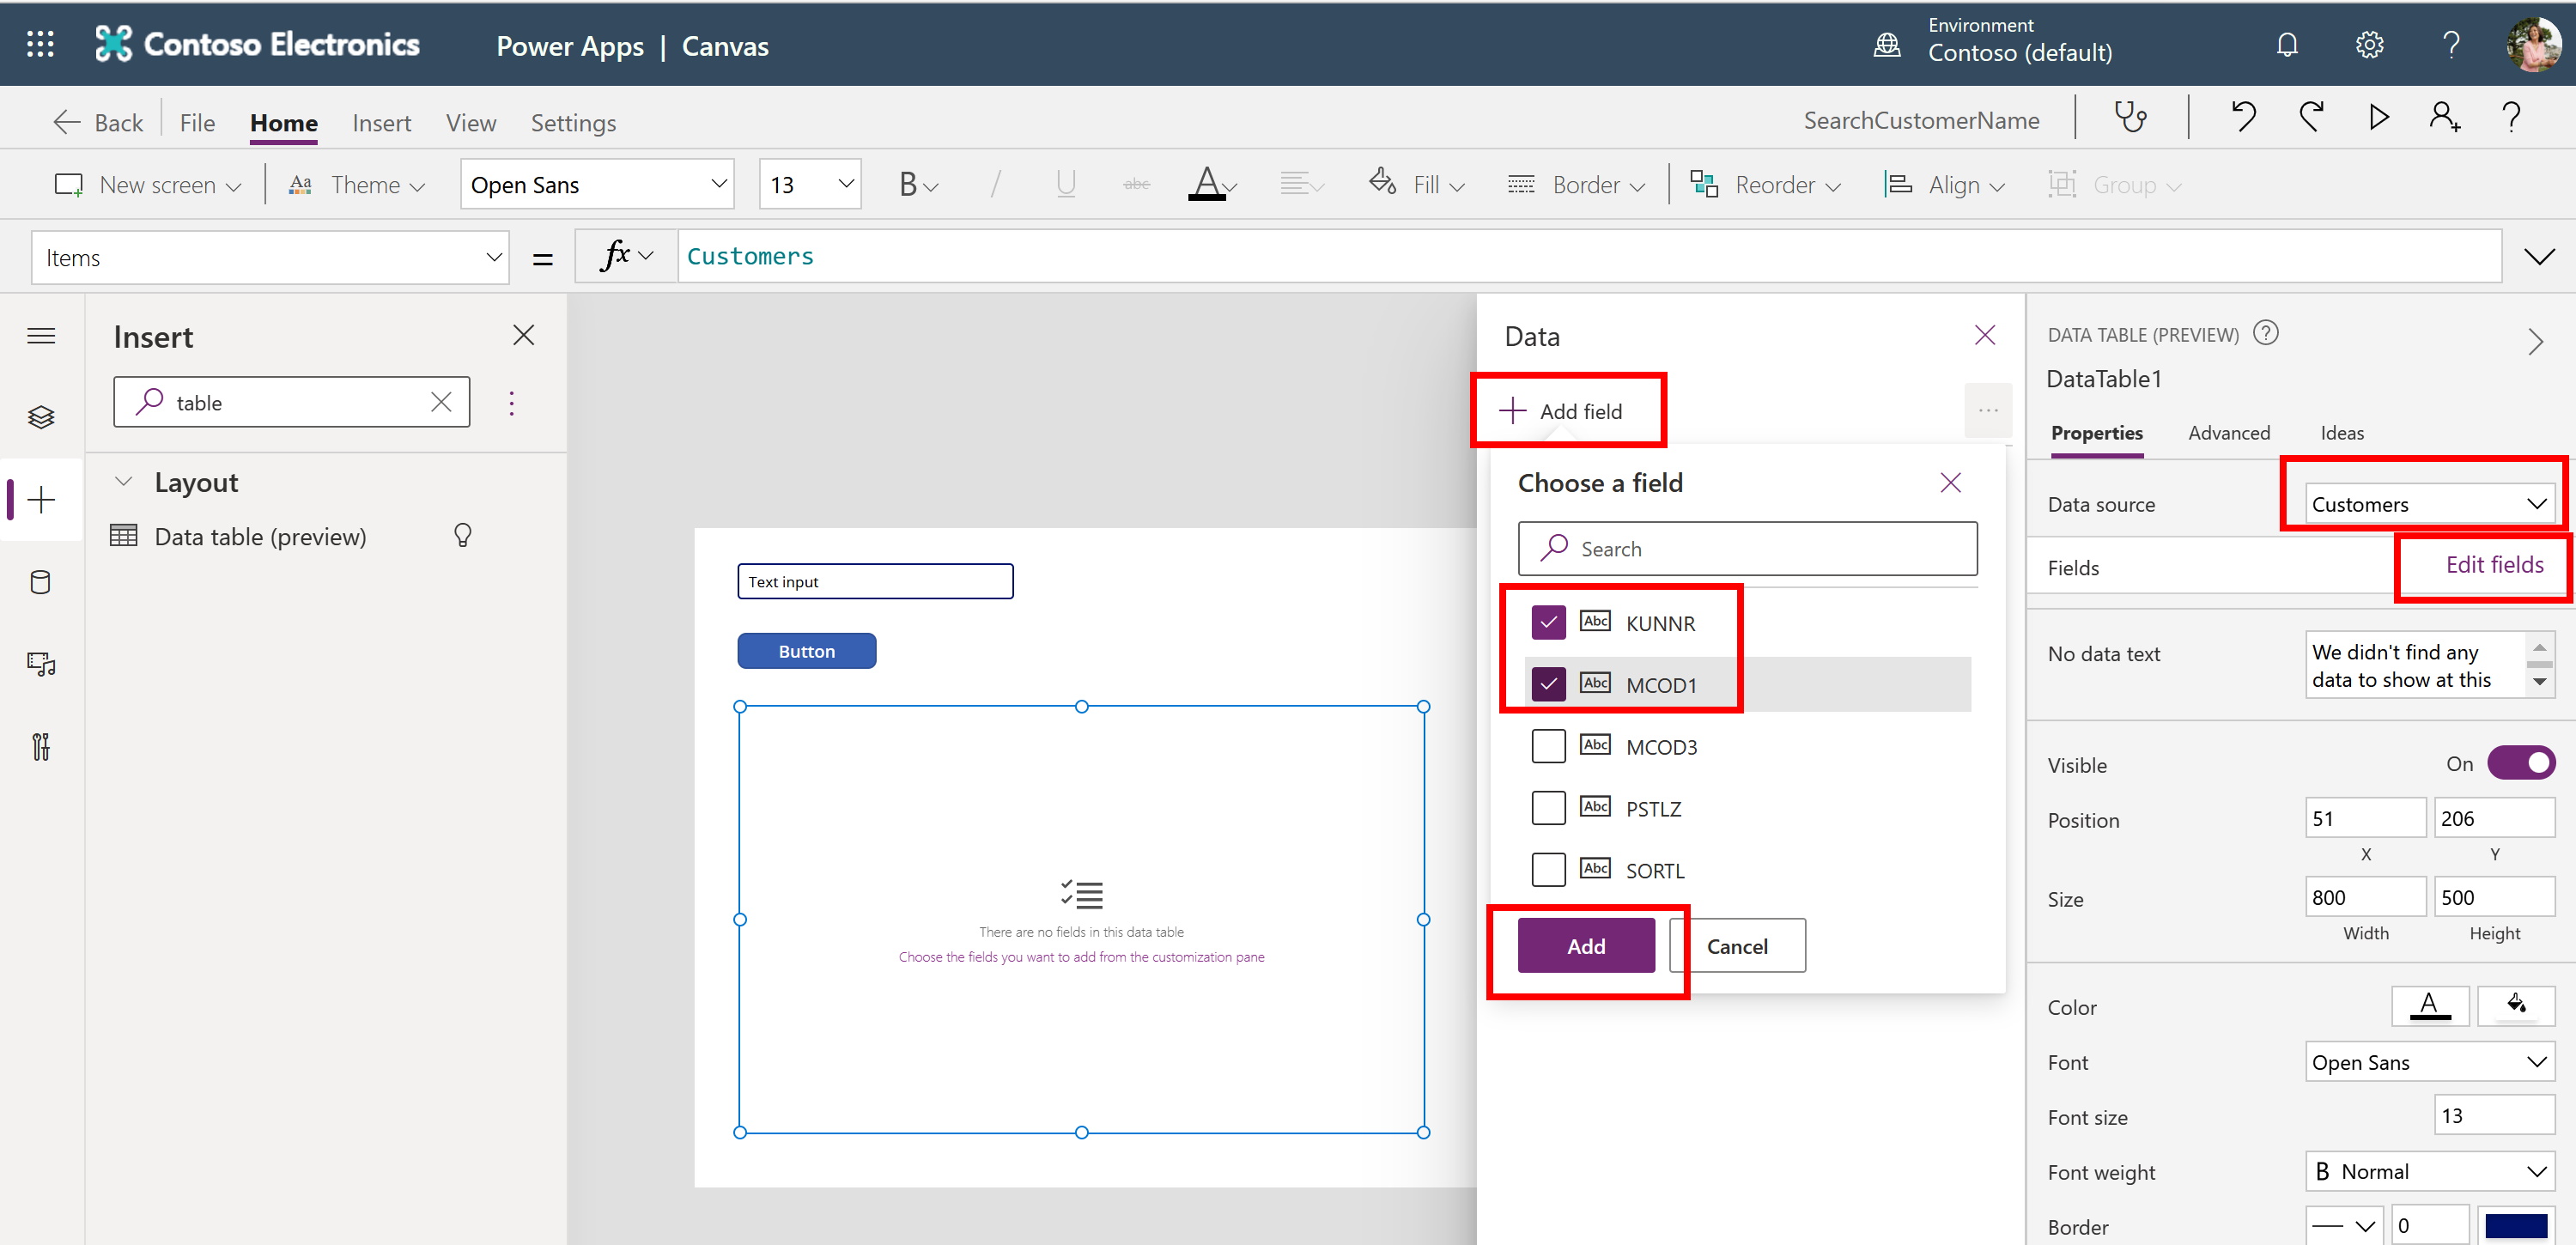 Contoso Electronics
Power Apps | Canvas
Environment
Contoso (default)
Back
File
Home
Insert
View
Settings
SearchCustomerName
New screen
Theme
Open Sans
13
B
abc
A
Fill
Border
Reorder
Align
Group
Items
=
fx
Customers
Insert
table
Layout
Data table (preview)
Text input
Button
There are no fields in this data table
Choose the fields you want to add from the customization pane
Data
Add field
Choose a field
Search
Abc KUNNR
Abc MCOD1
Abc MCOD3
Abc PSTLZ
Abc SORTL
Add
Cancel
DATA TABLE (PREVIEW)
DataTable1
Properties
Advanced
Ideas
Data source
Customers
Fields
Edit fields
No data text
We didn't find any
data to show at this
Visible
On
Position
51
206
X
Y
Size
800
500
Width
Height
Color
A
Font
Open Sans
Font size
13
Font weight
B Normal
Border
0